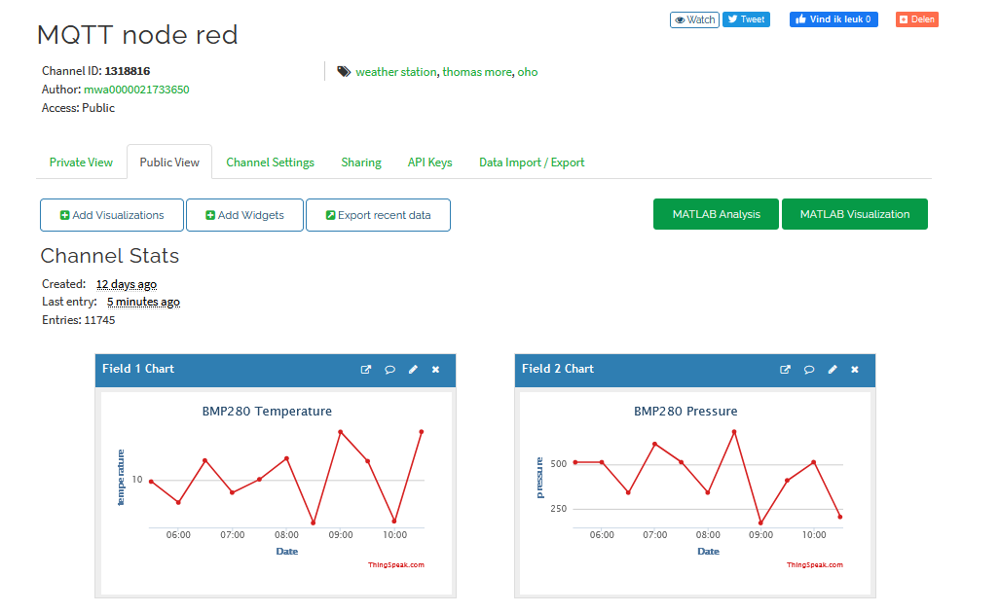 MQTT node red
Watch Tweet Vind ik leuk 0 Delen
Channel ID: 1318816
Author: mwa0000021733650
Access: Public
weather station, thomas more, oho
Private View Public View Channel Settings Sharing API Keys Data Import / Export
Add Visualizations Add Widgets Export recent data MATLAB Analysis MATLAB Visualization
Channel Stats
Created: 12 days ago
Last entry: 5 minutes ago
Entries: 11745
Field 1 Chart
BMP280 Temperature
temperature
10
06:00 07:00 08:00 09:00 10:00
Date
ThingSpeak.com
Field 2 Chart
BMP280 Pressure
pressure
500
250
06:00 07:00 08:00 09:00 10:00
Date
ThingSpeak.com